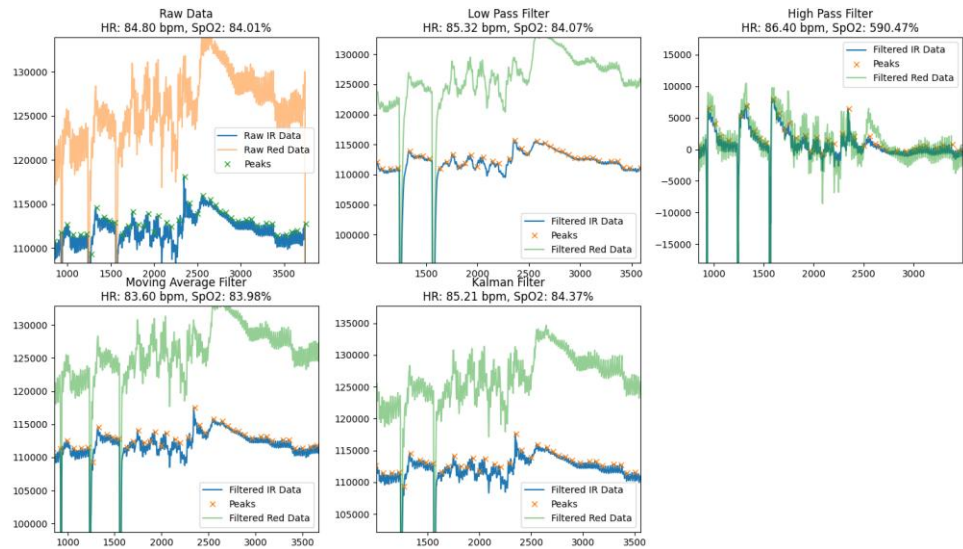 Raw Data
HR: 84.80 bpm, SpO2: 84.01%
130000
125000
120000
115000
110000
Raw IR Data
Raw Red Data
Peaks
1000 1500 2000 2500 3000 3500
Low Pass Filter
HR: 85.32 bpm, SpO2: 84.07%
130000
125000
120000
115000
110000
105000
100000
Filtered IR Data
Peaks
Filtered Red Data
1500 2000 2500 3000 3500
High Pass Filter
HR: 86.40 bpm, SpO2: 590.47%
15000
10000
5000
0
−5000
−10000
−15000
Filtered IR Data
Peaks
Filtered Red Data
1000 1500 2000 2500 3000
Moving Average Filter
HR: 83.60 bpm, SpO2: 83.98%
130000
125000
120000
115000
110000
105000
100000
Filtered IR Data
Peaks
Filtered Red Data
1000 1500 2000 2500 3000 3500
Kalman Filter
HR: 85.21 bpm, SpO2: 84.37%
135000
130000
125000
120000
115000
110000
105000
Filtered IR Data
Peaks
Filtered Red Data
1500 2000 2500 3000 3500